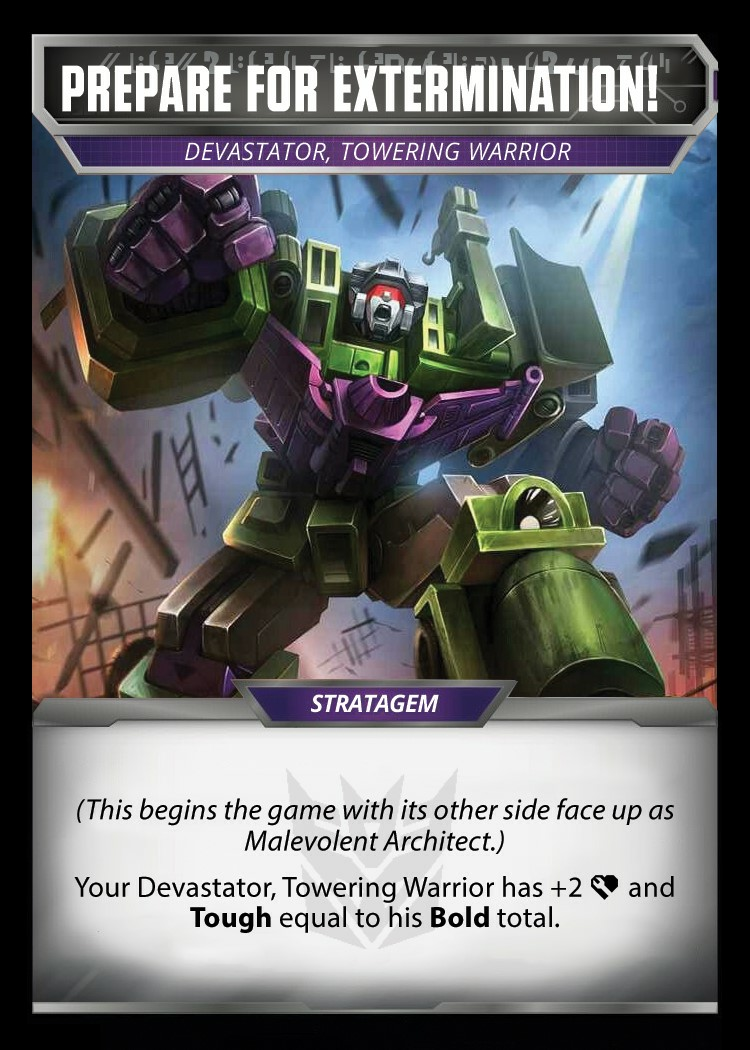 PREPARE FOR EXTERMINATION!
DEVASTATOR, TOWERING WARRIOR
STRATAGEM
(This begins the game with its other side face up as
Malevolent Architect.)
Your Devastator, Towering Warrior has +2 and
Tough equal to his Bold total.